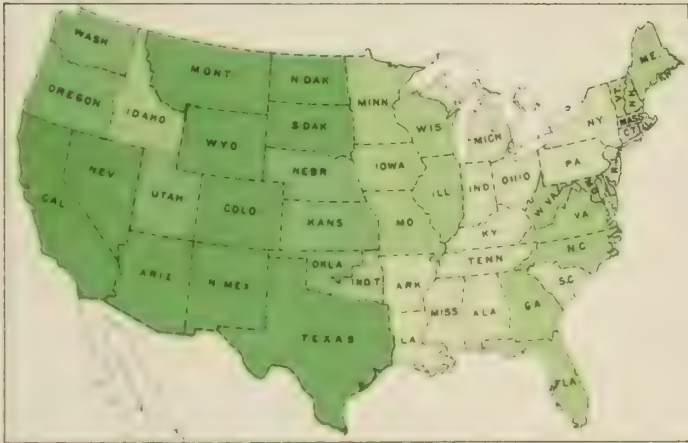 WASH
MONT
N DAK
MINN
ME.
VT.
N H
OREGON
IDAHO
WYO
S DAK
WIS
MICH
NY
MASS
CT.
R I
NEV
UTAH
COLO
NEBR
IOWA
ILL
IND
OHIO
PA
N J
CAL
KANS
MO
KY
W VA
VA
ARIZ
N MEX
OKLA
IND T
ARK
TENN
N C
S C
TEXAS
LA
MISS
ALA
GA
FLA